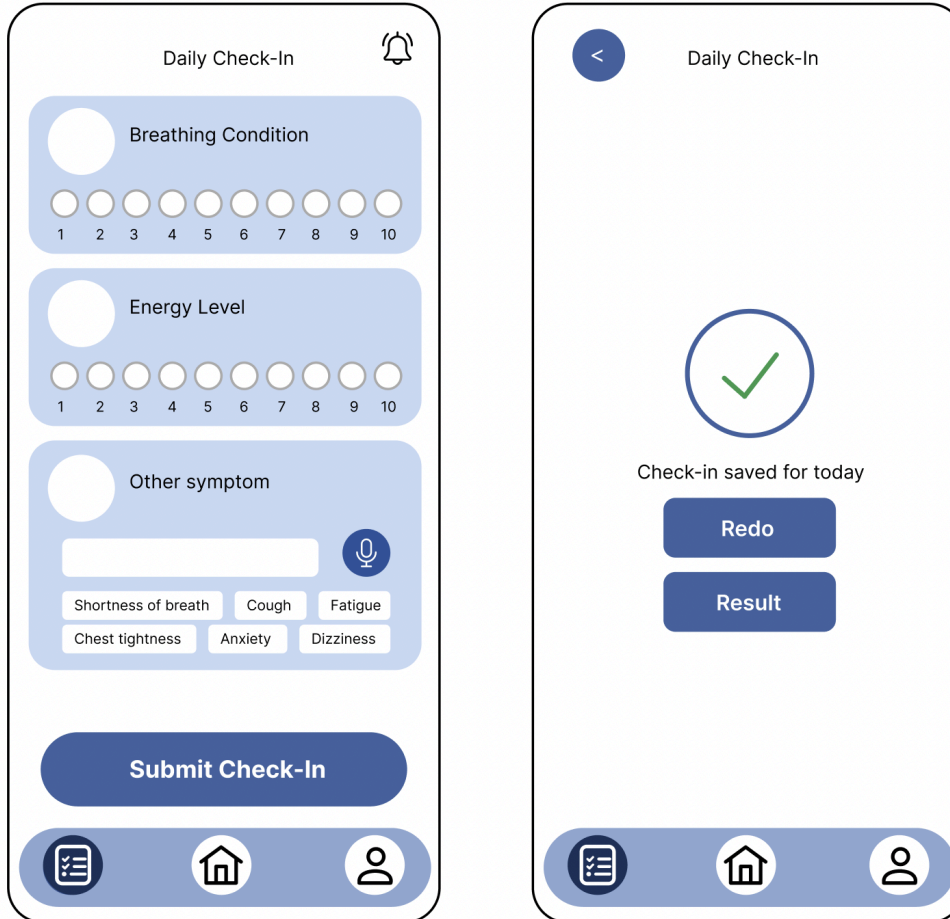 Daily Check-In
Breathing Condition
1 2 3 4 5 6 7 8 9 10
Energy Level
1 2 3 4 5 6 7 8 9 10
Other symptom
Shortness of breath Cough Fatigue
Chest tightness Anxiety Dizziness
Submit Check-In
< Daily Check-In
Check-in saved for today
Redo
Result